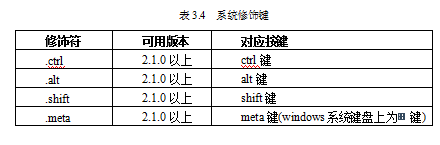 表 3.4 系统修饰键
修饰符 可用版本 对应按键
.ctrl 2.1.0 以上 ctrl 键
.alt 2.1.0 以上 alt 键
.shift 2.1.0 以上 shift 键
.meta 2.1.0 以上 meta 键(windows 系统键盘上为⊞ 键)